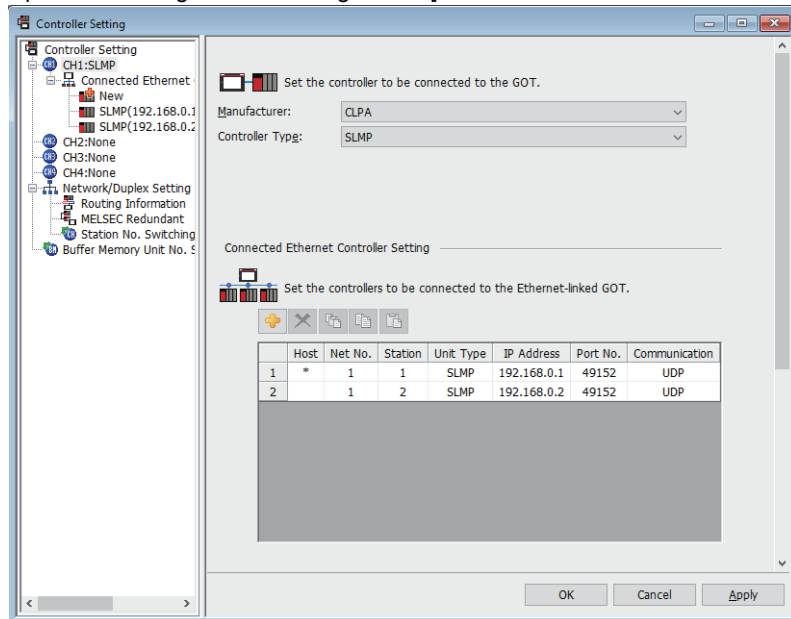 Controller Setting
Controller Setting
CH1:SLMP
Connected Ethernet
New
SLMP(192.168.0.1
SLMP(192.168.0.2
CH2:None
CH3:None
CH4:None
Network/Duplex Setting
Routing Information
MELSEC Redundant
Station No. Switching
Buffer Memory Unit No. S
Set the controller to be connected to the GOT.
Manufacturer: CLPA
Controller Type: SLMP
Connected Ethernet Controller Setting
Set the controllers to be connected to the Ethernet-linked GOT.
Host Net No. Station Unit Type IP Address Port No. Communication
1 * 1 1 SLMP 192.168.0.1 49152 UDP
2 1 2 SLMP 192.168.0.2 49152 UDP
OK Cancel Apply